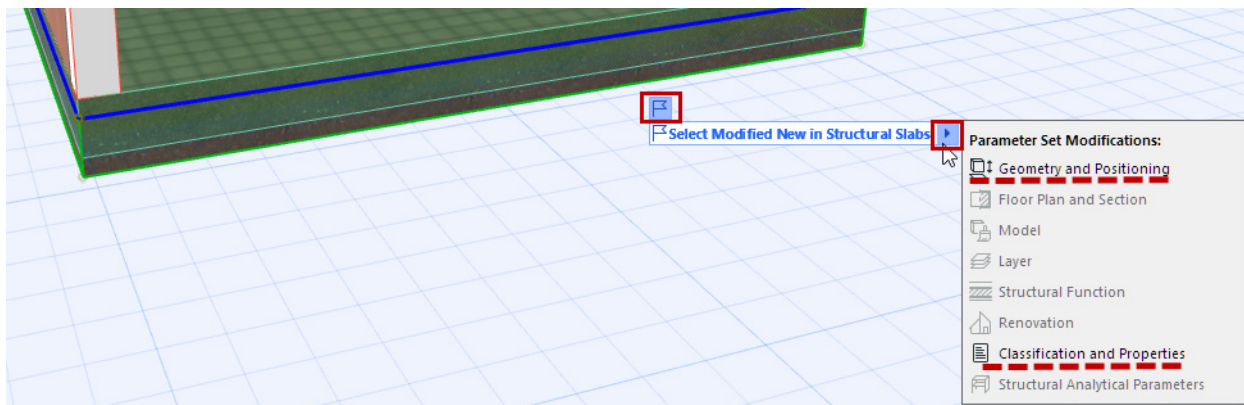 Select Modified New in Structural Slabs
Parameter Set Modifications:
Geometry and Positioning
Floor Plan and Section
Model
Layer
Structural Function
Renovation
Classification and Properties
Structural Analytical Parameters